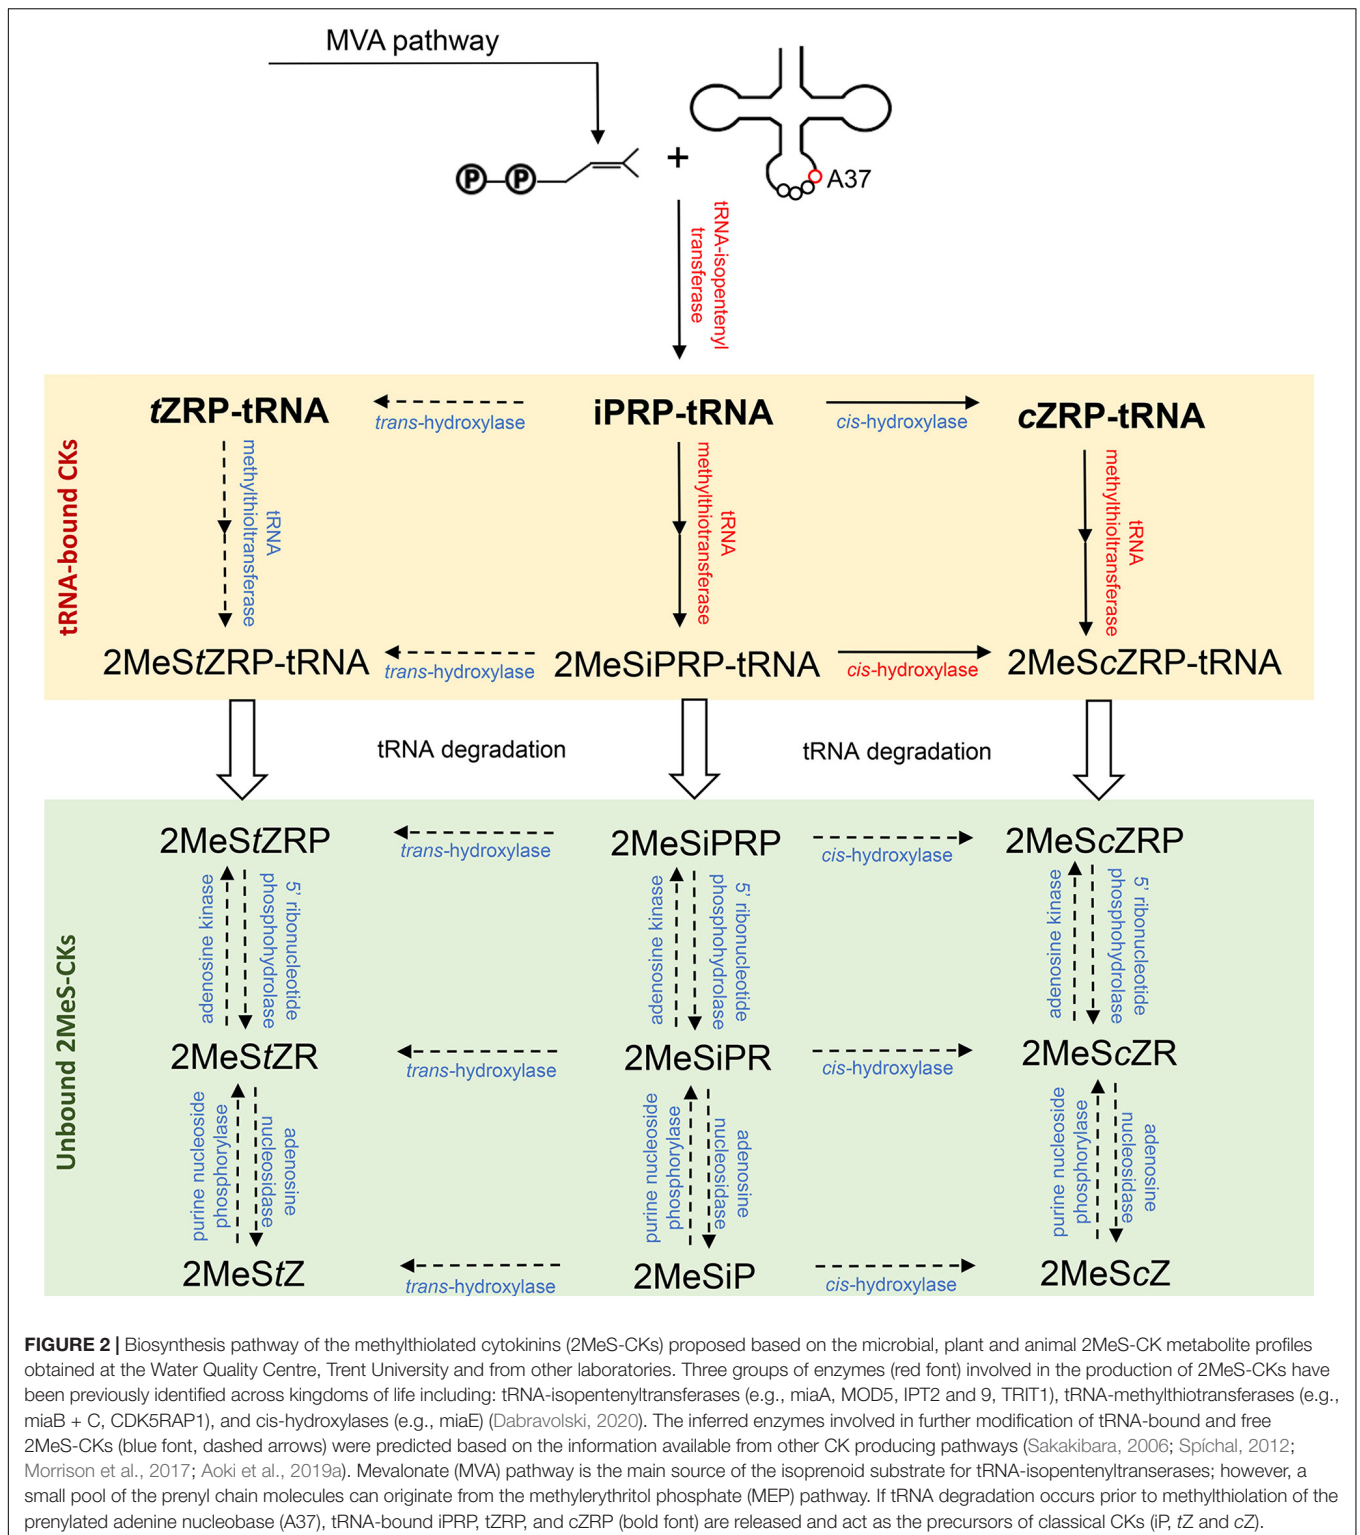 MVA pathway
P
P
+
A37
tRNA-isopentenyl
transferase
tRNA-bound CKs
tZRP-tRNA
trans-hydroxylase
iPRP-tRNA
cis-hydroxylase
cZRP-tRNA
tRNA
methylthioltransferase
tRNA
methylthiotransferase
tRNA
methylthioltransferase
2MeStZRP-tRNA
trans-hydroxylase
2MeSiPRP-tRNA
cis-hydroxylase
2MeScZRP-tRNA
tRNA degradation
tRNA degradation
Unbound 2MeS-CKs
2MeStZRP
trans-hydroxylase
2MeSiPRP
cis-hydroxylase
2MeScZRP
adenosine kinase
5' ribonucleotide
phosphohydrolase
adenosine kinase
5' ribonucleotide
phosphohydrolase
adenosine kinase
5' ribonucleotide
phosphohydrolase
2MeStZR
trans-hydroxylase
2MeSiPR
cis-hydroxylase
2MeScZR
purine nucleoside
phosphorylase
adenosine
nucleosidase
purine nucleoside
phosphorylase
adenosine
nucleosidase
purine nucleoside
phosphorylase
adenosine
nucleosidase
2MeStZ
trans-hydroxylase
2MeSiP
cis-hydroxylase
2MeScZ
FIGURE 2 | Biosynthesis pathway of the methylthiolated cytokinins (2MeS-CKs) proposed based on the microbial, plant and animal 2MeS-CK metabolite profiles
obtained at the Water Quality Centre, Trent University and from other laboratories. Three groups of enzymes (red font) involved in the production of 2MeS-CKs have
been previously identified across kingdoms of life including: tRNA-isopentenyltransferases (e.g., miaA, MOD5, IPT2 and 9, TRIT1), tRNA-methylthiotransferases (e.g.,
miaB + C, CDK5RAP1), and cis-hydroxylases (e.g., miaE) (Dabravolski, 2020). The inferred enzymes involved in further modification of tRNA-bound and free
2MeS-CKs (blue font, dashed arrows) were predicted based on the information available from other CK producing pathways (Sakakibara, 2006; Spíchal, 2012;
Morrison et al., 2017; Aoki et al., 2019a). Mevalonate (MVA) pathway is the main source of the isoprenoid substrate for tRNA-isopentenyltranserases; however, a
small pool of the prenyl chain molecules can originate from the methylerythritol phosphate (MEP) pathway. If tRNA degradation occurs prior to methylthiolation of the
prenylated adenine nucleobase (A37), tRNA-bound iPRP, tZRP, and cZRP (bold font) are released and act as the precursors of classical CKs (iP, tZ and cZ).